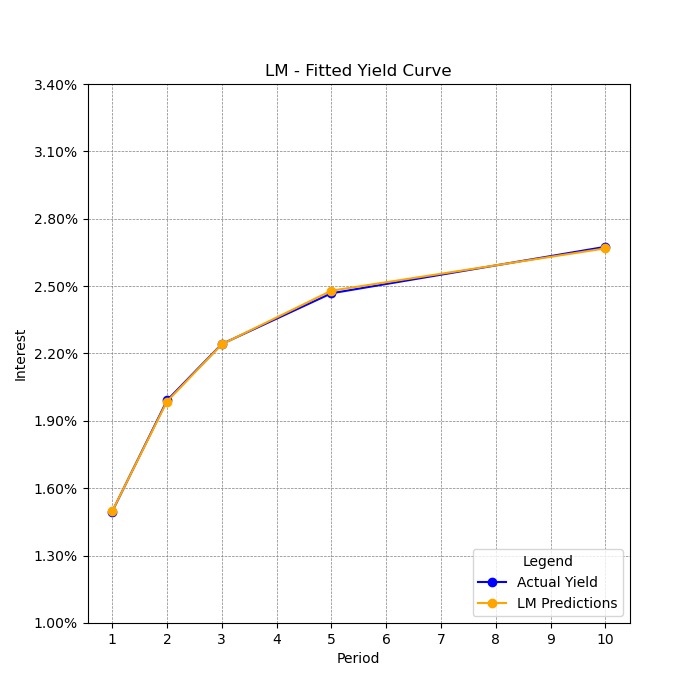 LM - Fitted Yield Curve
3.40%
3.10%
2.80%
2.50%
2.20%
1.90%
1.60%
1.30%
1.00%
Interest
Legend
Actual Yield
LM Predictions
1 2 3 4 5 6 7 8 9 10
Period